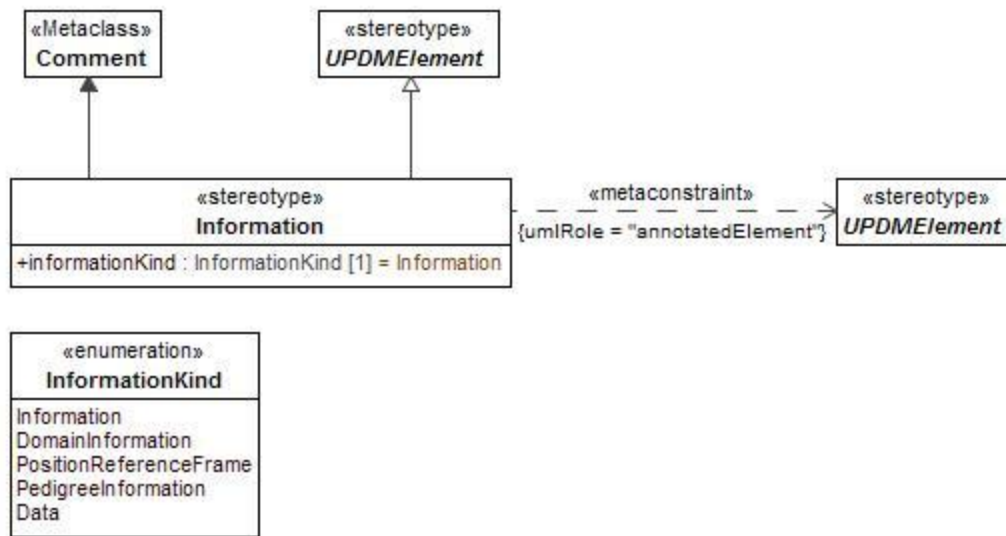 «Metaclass»
Comment
«stereotype»
UPDMElement
«stereotype»
Information
+informationKind : InformationKind [1] = Information
«metaconstraint»
{umlRole = "annotatedElement"}
«stereotype»
UPDMElement
«enumeration»
InformationKind
Information
DomainInformation
PositionReferenceFrame
PedigreeInformation
Data